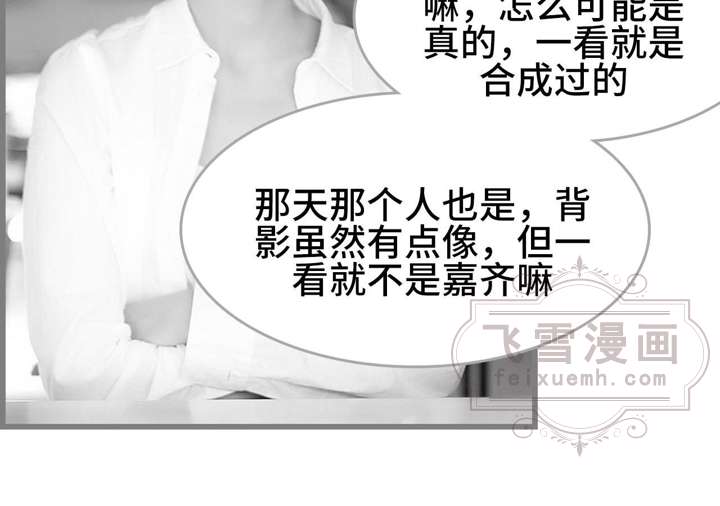 嘛，怎么可能是
真的，一看就是
合成过的
那天那个人也是，背
影虽然有点像，但一
看就不是嘉齐嘛
飞雪漫画
feixuemh.com